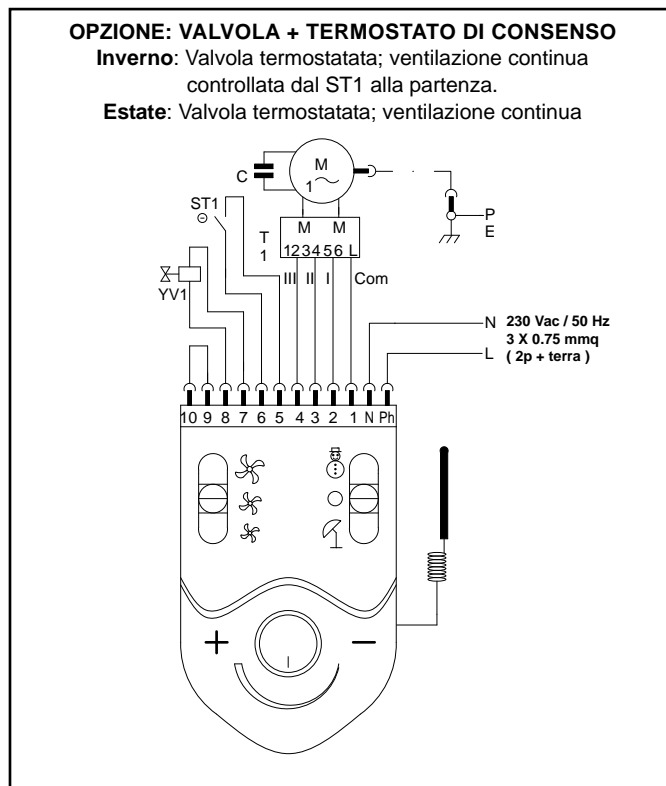 OPZIONE: VALVOLA + TERMOSTATO DI CONSENSO
Inverno: Valvola termostatata; ventilazione continua
controllata dal ST1 alla partenza.
Estate: Valvola termostatata; ventilazione continua
M
1
C
ST1
P
E
T
1
M M
12 34 56 L
III II I Com
YV1
N 230 Vac / 50 Hz
3 X 0.75 mmq
L ( 2p + terra )
10 9 8 7 6 5 4 3 2 1 N Ph
+ −